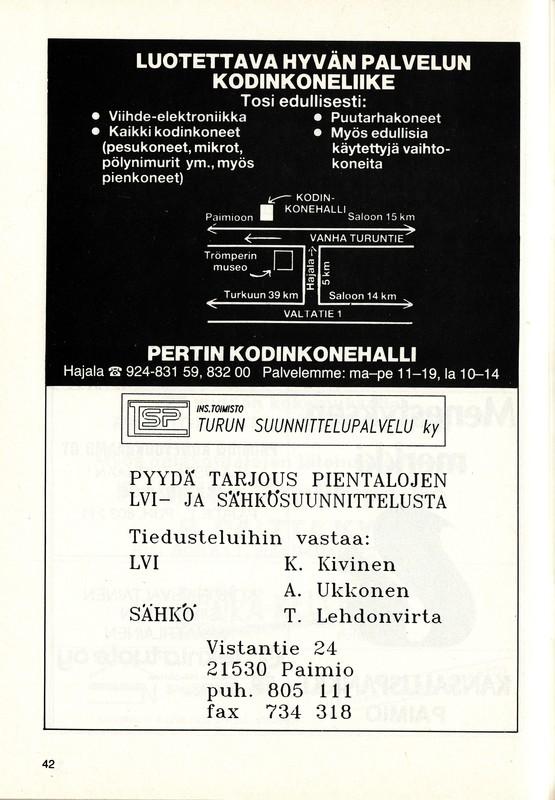 LUOTETTAVA HYVÄN PALVELUN
KODINKONELIIKE
Tosi edullisesti:
● Viihde-elektroniikka
● Kaikki kodinkoneet
(pesukoneet, mikrot,
pölynimurit ym., myös
pienkoneet)
● Puutarhakoneet
● Myös edullisia
käytettyjä vaihto-
koneita
KODIN-
KONEHALLI
Paimioon
Saloon 15 km
VANHA TURUNTIE
Trömperin
museo
Hajala
5 km
Turkuun 39 km
Saloon 14 km
VALTATIE 1
PERTIN KODINKONEHALLI
Hajala ☎ 924-831 59, 832 00 Palvelemme: ma–pe 11–19, la 10–14
TSP
INS.TOIMISTO
TURUN SUUNNITTELUPALVELU ky
PYYDÄ TARJOUS PIENTALOJEN
LVI- JA SÄHKÖSUUNNITTELUSTA
Tiedusteluihin vastaa:
LVI K. Kivinen
A. Ukkonen
SÄHKÖ T. Lehdonvirta
Vistantie 24
21530 Paimio
puh. 805 111
fax 734 318
42